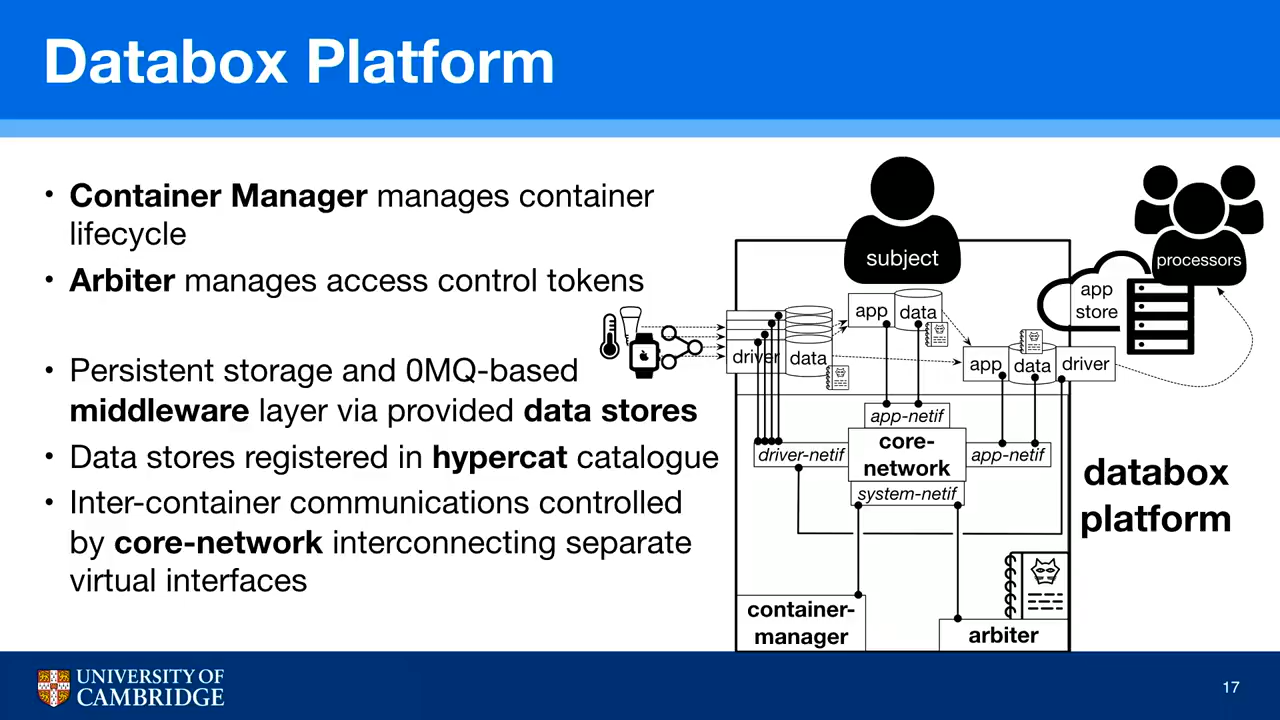 Databox Platform
• Container Manager manages container
lifecycle
• Arbiter manages access control tokens
• Persistent storage and 0MQ-based
middleware layer via provided data stores
• Data stores registered in hypercat catalogue
• Inter-container communications controlled
by core-network interconnecting separate
virtual interfaces
subject
processors
app
store
app
data
driver
data
app
data
driver
app-netif
driver-netif
core-
network
app-netif
system-netif
databox
platform
container-
manager
arbiter
UNIVERSITY OF
CAMBRIDGE
17